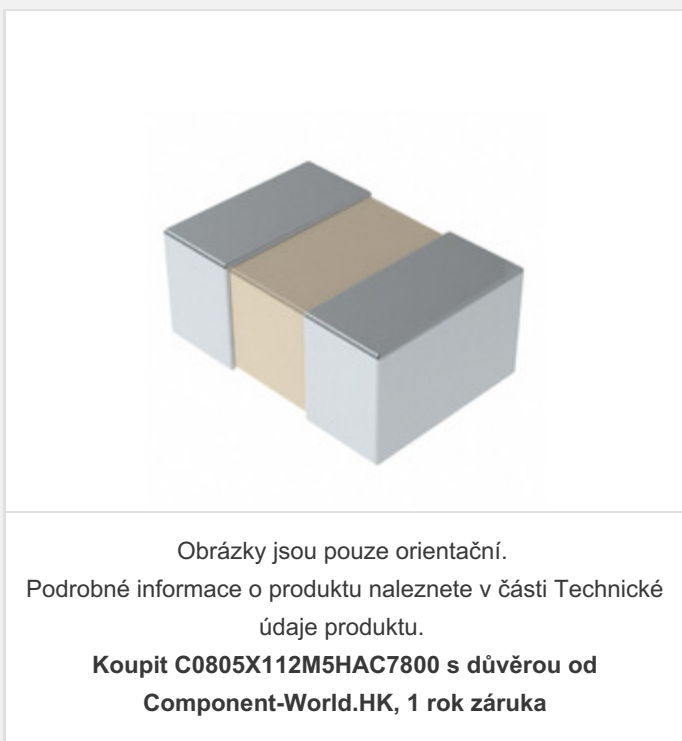 Obrázky jsou pouze orientační.
Podrobné informace o produktu naleznete v části Technické
údaje produktu.
Koupit C0805X112M5HAC7800 s důvěrou od
Component-World.HK, 1 rok záruka